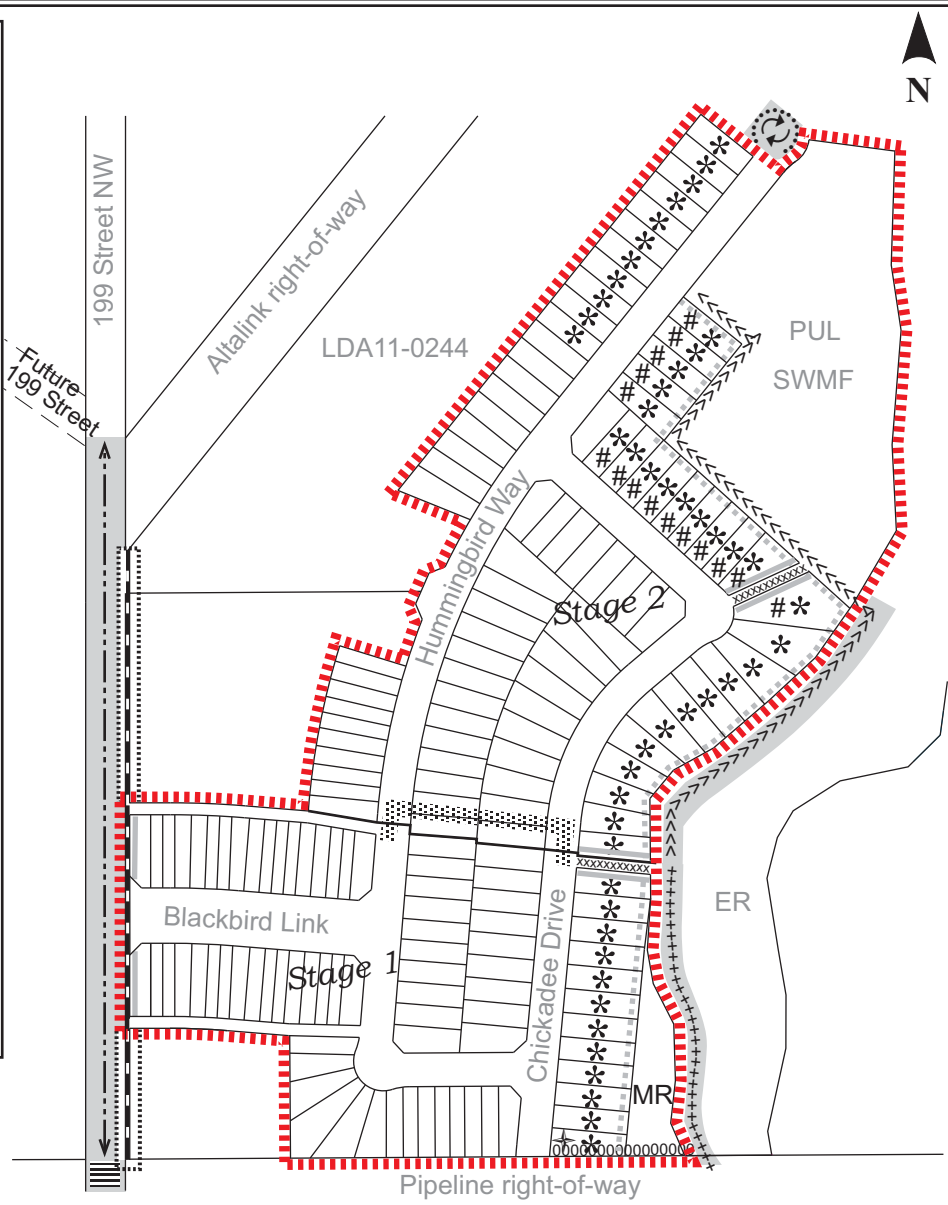 N
199 Street NW
Altalink right-of-way
LDA11-0244
Future
199 Street
PUL
SWMF
Hummingbird Way
Stage 2
Blackbird Link
Stage 1
Chickadee Drive
ER
MR
Pipeline right-of-way